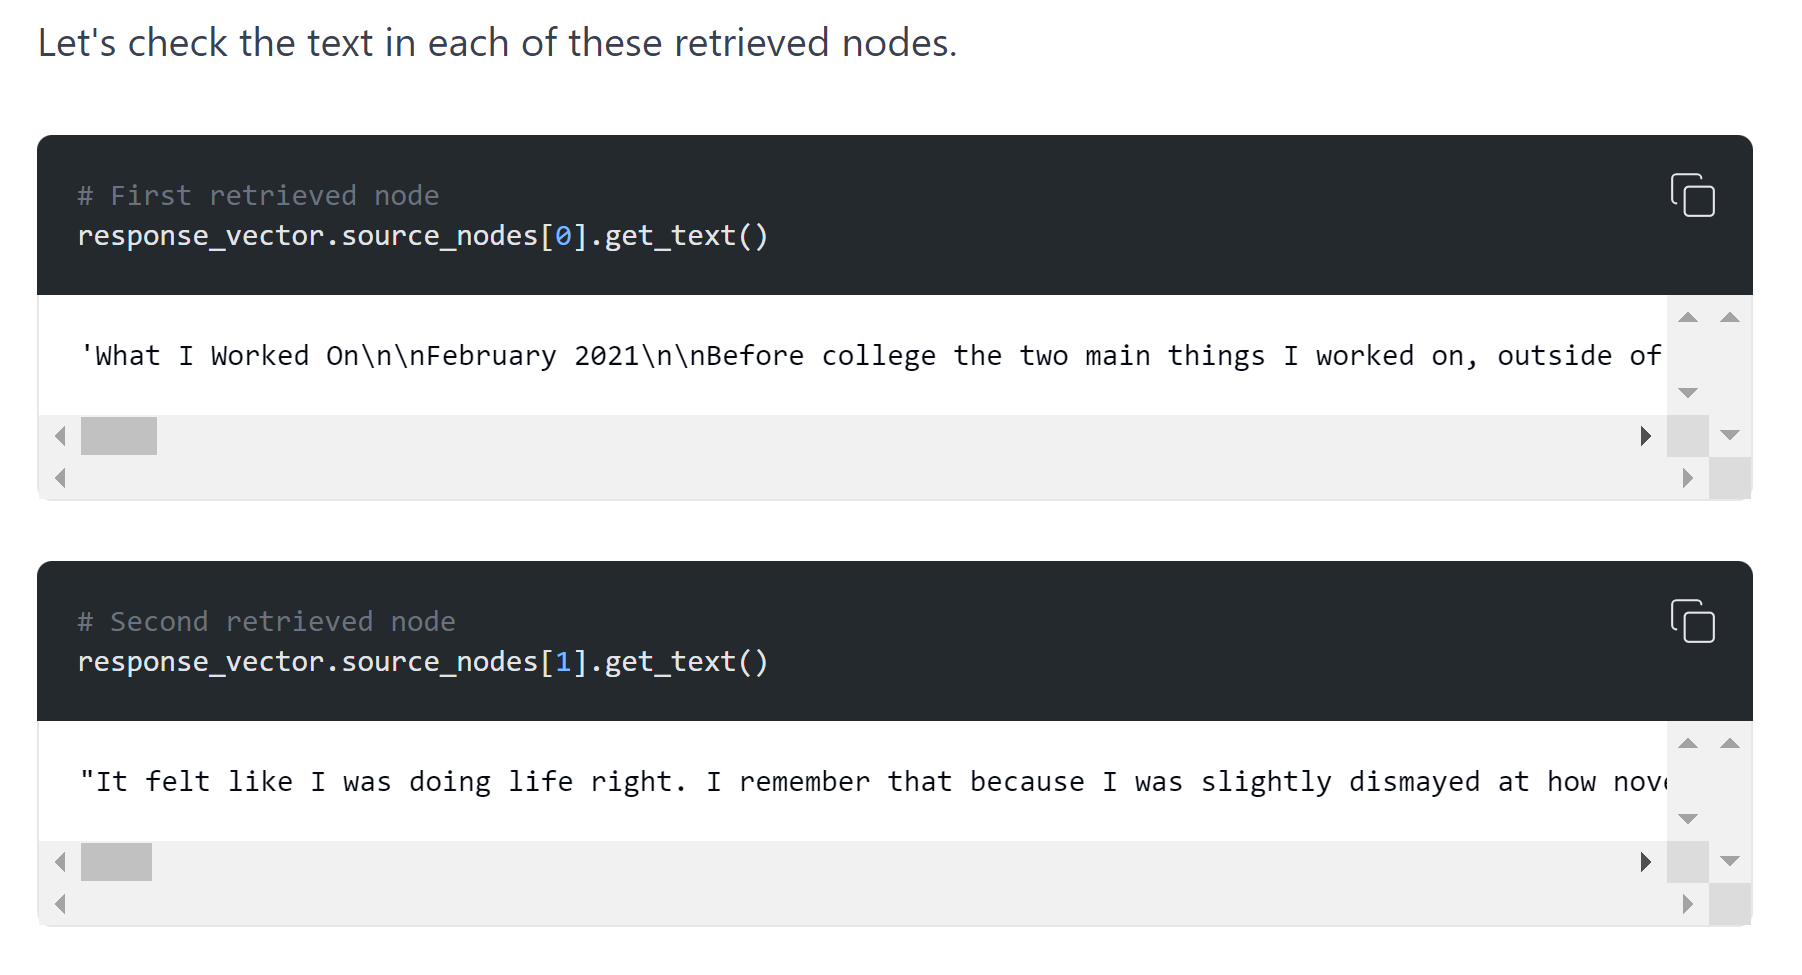 Let's check the text in each of these retrieved nodes.
# First retrieved node
response_vector.source_nodes[0].get_text()
'What I Worked On\n\nFebruary 2021\n\nBefore college the two main things I worked on, outside of
# Second retrieved node
response_vector.source_nodes[1].get_text()
"It felt like I was doing life right. I remember that because I was slightly dismayed at how